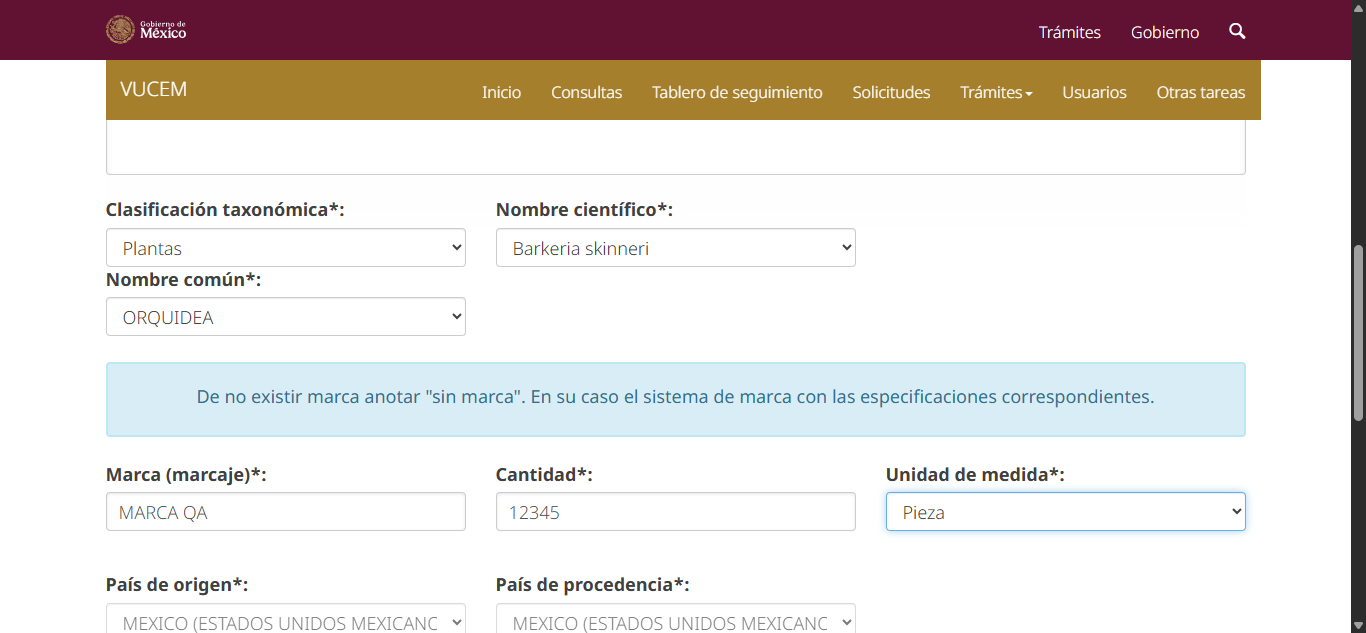 Gobierno de
México
Trámites
Gobierno
VUCEM
Inicio
Consultas
Tablero de seguimiento
Solicitudes
Trámites
Usuarios
Otras tareas
Clasificación taxonómica*:
Nombre científico*:
Plantas
Barkeria skinneri
Nombre común*:
ORQUIDEA
De no existir marca anotar "sin marca". En su caso el sistema de marca con las especificaciones correspondientes.
Marca (marcaje)*:
Cantidad*:
Unidad de medida*:
MARCA QA
12345
Pieza
País de origen*:
País de procedencia*:
MEXICO (ESTADOS UNIDOS MEXICANC
MEXICO (ESTADOS UNIDOS MEXICANC